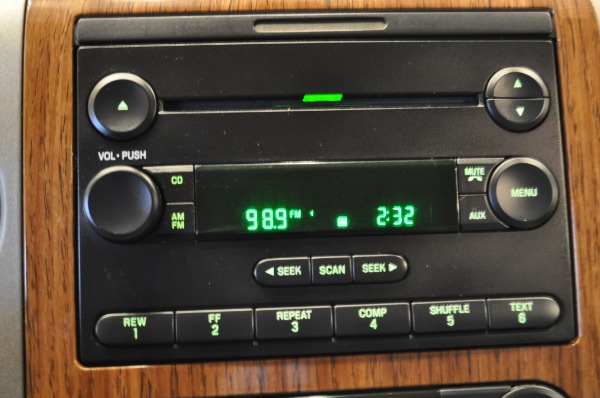 VOL•PUSH
CD
AM
FM
98.9 FM 1 2:32
MUTE
AUX
MENU
◀ SEEK
SCAN
SEEK ▶
REW
1
FF
2
REPEAT
3
COMP
4
SHUFFLE
5
TEXT
6